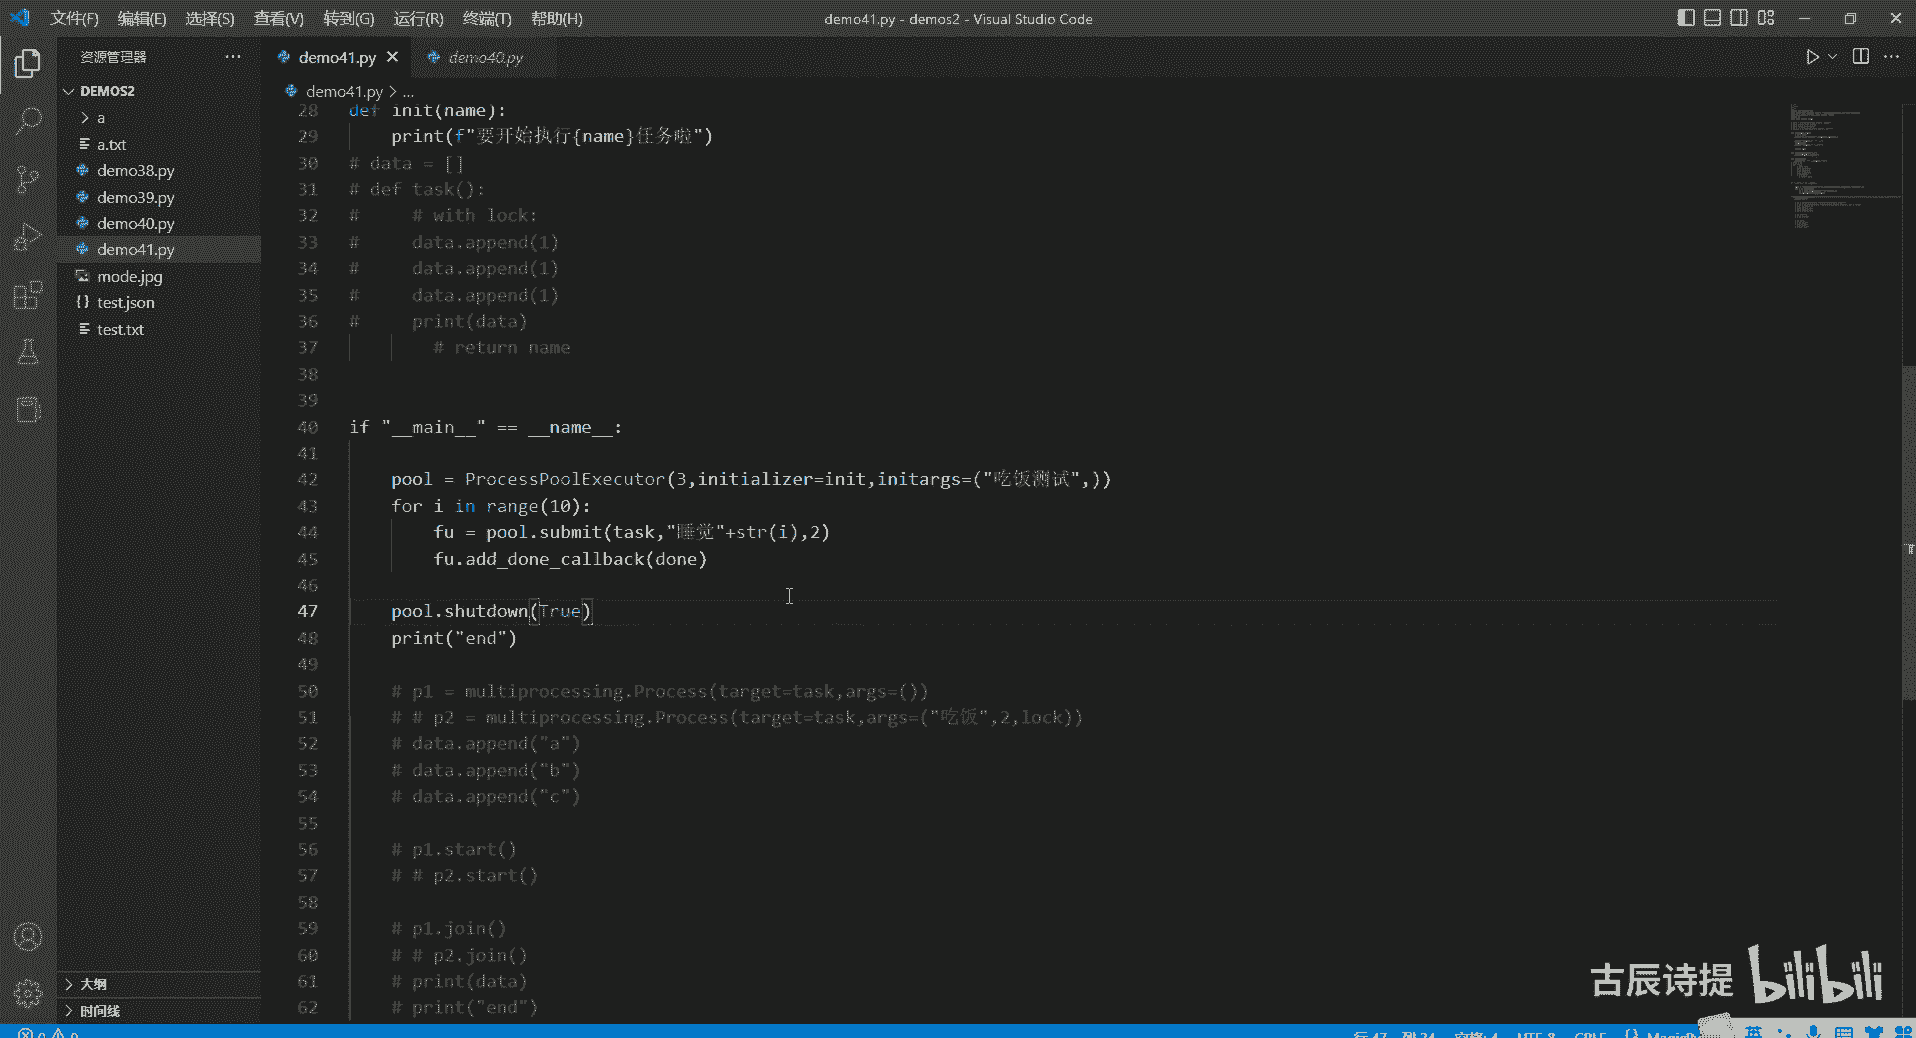 文件(F) 编辑(E) 选择(S) 查看(V) 转到(G) 运行(R) 终端(T) 帮助(H)
demo41.py - demos2 - Visual Studio Code
资源管理器
DEMOS2
a
a.txt
demo38.py
demo39.py
demo40.py
demo41.py
mode.jpg
test.json
test.txt
大纲
时间线
demo41.py
demo40.py
demo41.py > ...
28 def init(name):
29 print(f"要开始执行{name}任务啦")
30 # data = []
31 # def task():
32 # # with lock:
33 # data.append(1)
34 # data.append(1)
35 # data.append(1)
36 # print(data)
37 # return name
38
39
40 if "__main__" == __name__:
41
42 pool = ProcessPoolExecutor(3,initializer=init,initargs=("吃饭测试",))
43 for i in range(10):
44 fu = pool.submit(task,"睡觉"+str(i),2)
45 fu.add_done_callback(done)
46
47 pool.shutdown(True)
48 print("end")
49
50 # p1 = multiprocessing.Process(target=task,args=())
51 # # p2 = multiprocessing.Process(target=task,args=("吃饭",2,lock))
52 # data.append("a")
53 # data.append("b")
54 # data.append("c")
55
56 # p1.start()
57 # # p2.start()
58
59 # p1.join()
60 # # p2.join()
61 # print(data)
62 # print("end")
古辰诗提 bilibili
行 47 列 24 空格: 4 UTF-8 CRLF
英